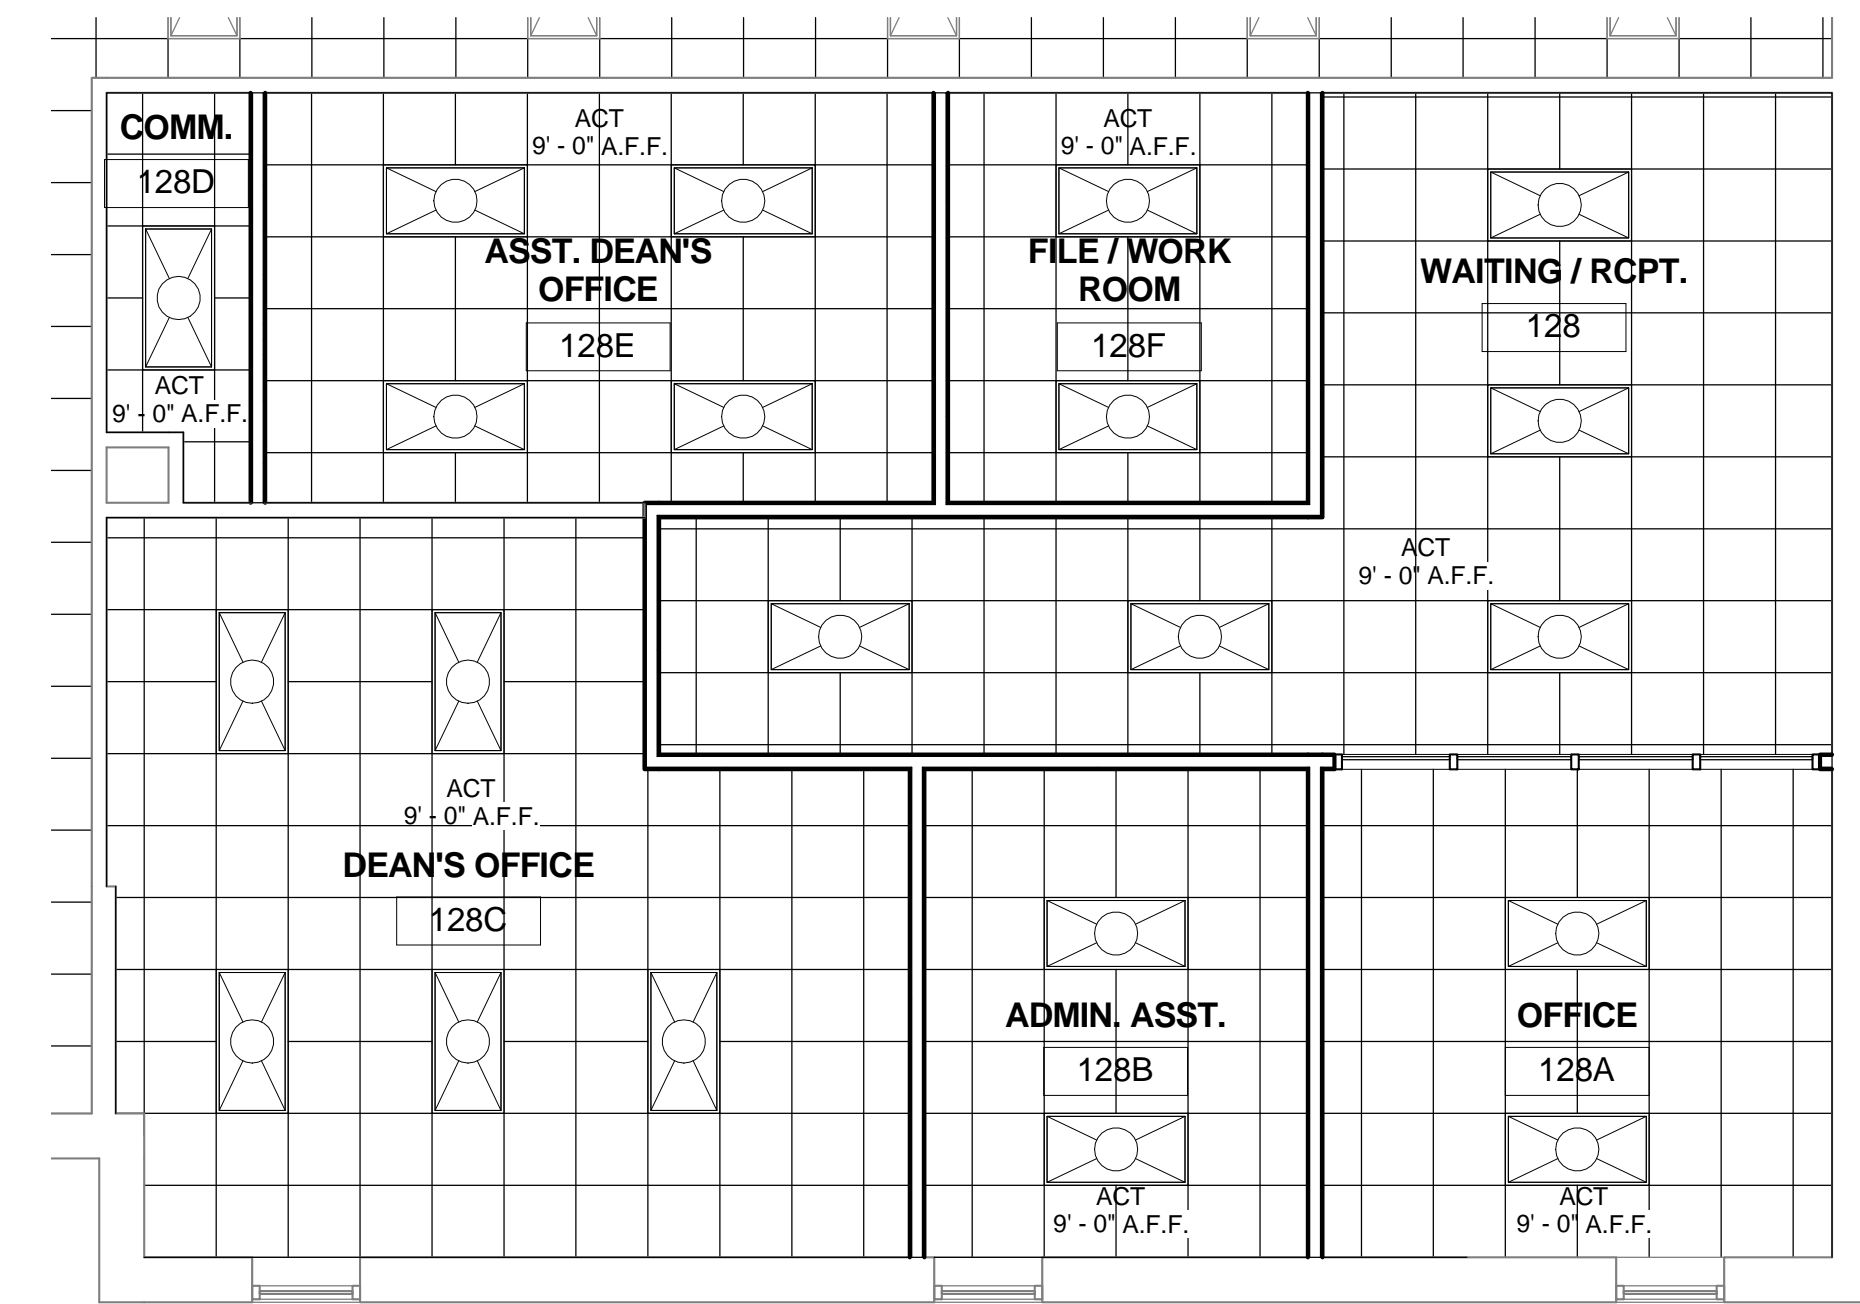 COMM.
128D
ACT
9' - 0" A.F.F.
ACT
9' - 0" A.F.F.
ASST. DEAN'S
OFFICE
128E
ACT
9' - 0" A.F.F.
FILE / WORK
ROOM
128F
WAITING / RCPT.
128
ACT
9' - 0" A.F.F.
ACT
9' - 0" A.F.F.
DEAN'S OFFICE
128C
ADMIN. ASST.
128B
ACT
9' - 0" A.F.F.
OFFICE
128A
ACT
9' - 0" A.F.F.